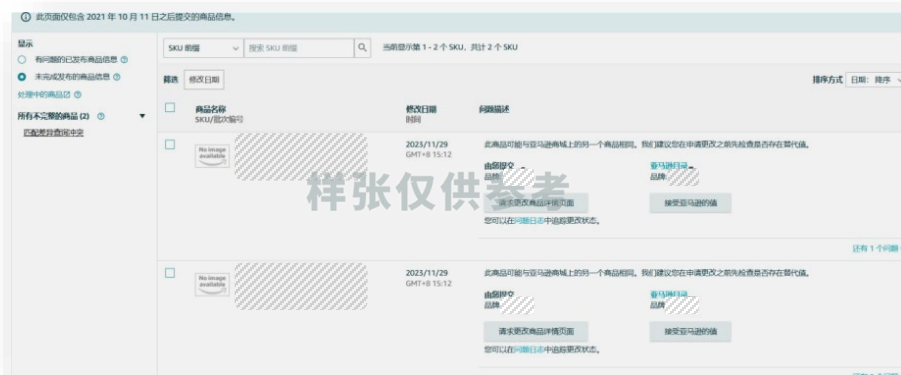 此页面仅包含 2021 年 10 月 11 日之后提交的商品信息。
显示
有问题的已发布商品信息
未完成发布的商品信息
处理中的商品
所有不完整的商品 (2)
匹配差异查询冲突
SKU 前缀
搜索 SKU 前缀
当前显示第 1 - 2 个 SKU，共计 2 个 SKU
筛选
修改日期
排序方式
日期：降序
商品名称
SKU/批次编号
修改日期
时间
问题描述
No image
available
2023/11/29
GMT+8 15:12
此商品可能与亚马逊商城上的另一个商品相同。我们建议您在申请更改之前先检查是否存在替代值。
由您提交
品牌
亚马逊目录
品牌
请求更改商品详情页面
接受亚马逊的值
您可以在问题日志中追踪更改状态。
还有 1 个问题
No image
available
2023/11/29
GMT+8 15:12
此商品可能与亚马逊商城上的另一个商品相同。我们建议您在申请更改之前先检查是否存在替代值。
由您提交
品牌
亚马逊目录
品牌
请求更改商品详情页面
接受亚马逊的值
您可以在问题日志中追踪更改状态。
样张仅供参考